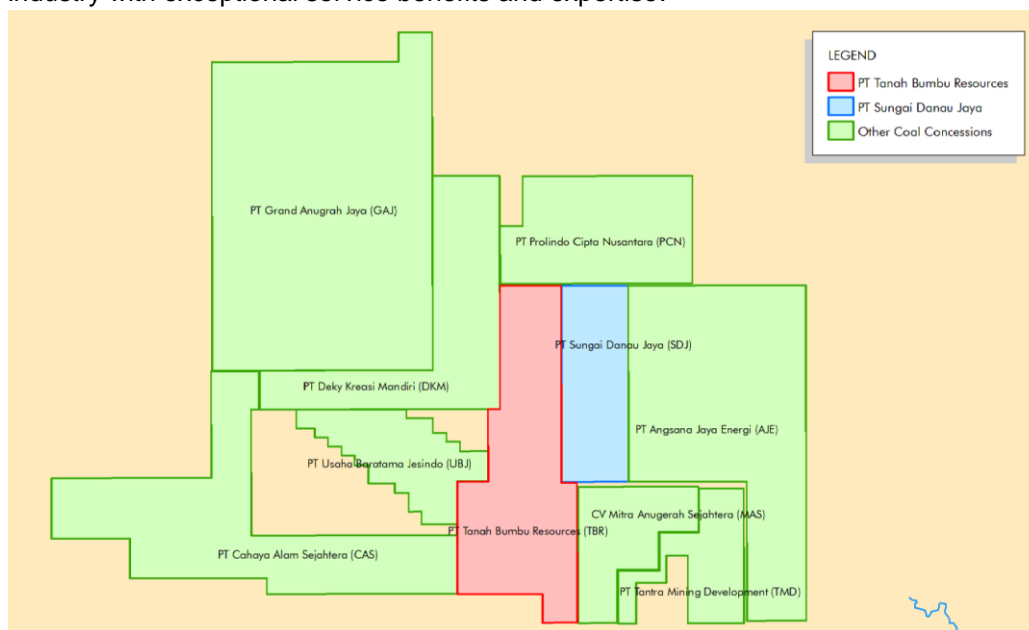 industry with exceptional service benefits and expertise.
LEGEND
PT Tanah Bumbu Resources
PT Sungai Danau Jaya
Other Coal Concessions
PT Grand Anugrah Jaya (GAJ)
PT Prolindo Cipta Nusantara (PCN)
PT Sungai Danau Jaya (SDJ)
PT Deky Kreasi Mandiri (DKM)
PT Angsana Jaya Energi (AJE)
PT Usaha Baratama Jesindo (UBJ)
CV Mitra Anugerah Sejahtera (MAS)
PT Tanah Bumbu Resources (TBR)
PT Cahaya Alam Sejahtera (CAS)
PT Tantra Mining Development (TMD)